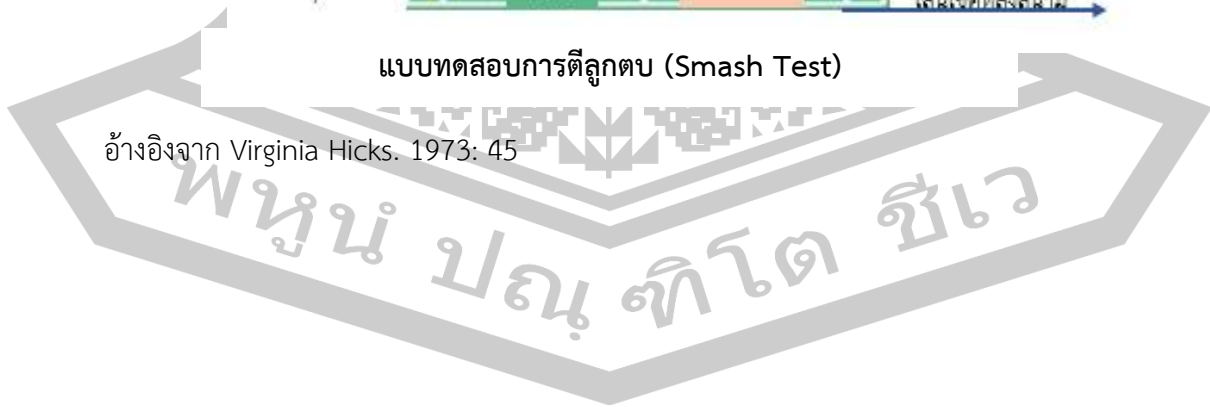 แบบทดสอบการตีลูกตบ (Smash Test)
อ้างอิงจาก Virginia Hicks. 1973: 45
พหูนํ ปณฺฑิโต ชีเว